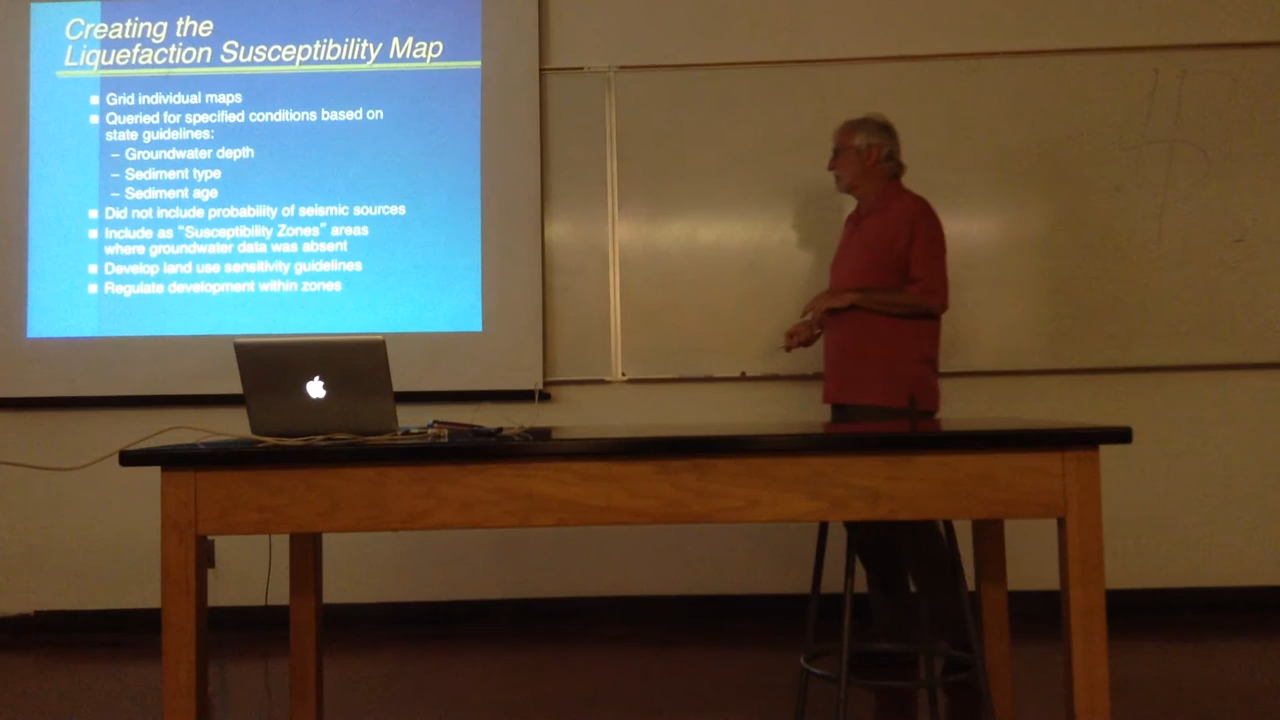 Creating the
Liquefaction Susceptibility Map
Grid individual maps
Queried for specified conditions based on
state guidelines:
– Groundwater depth
– Sediment type
– Sediment age
Did not include probability of seismic sources
Include as "Susceptibility Zones" areas
where groundwater data was absent
Develop land use sensitivity guidelines
Regulate development within zones